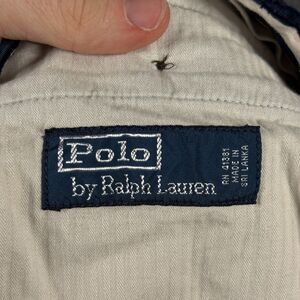 Polo
by Ralph Lauren
RN 41381
MADE IN
SRI LANKA